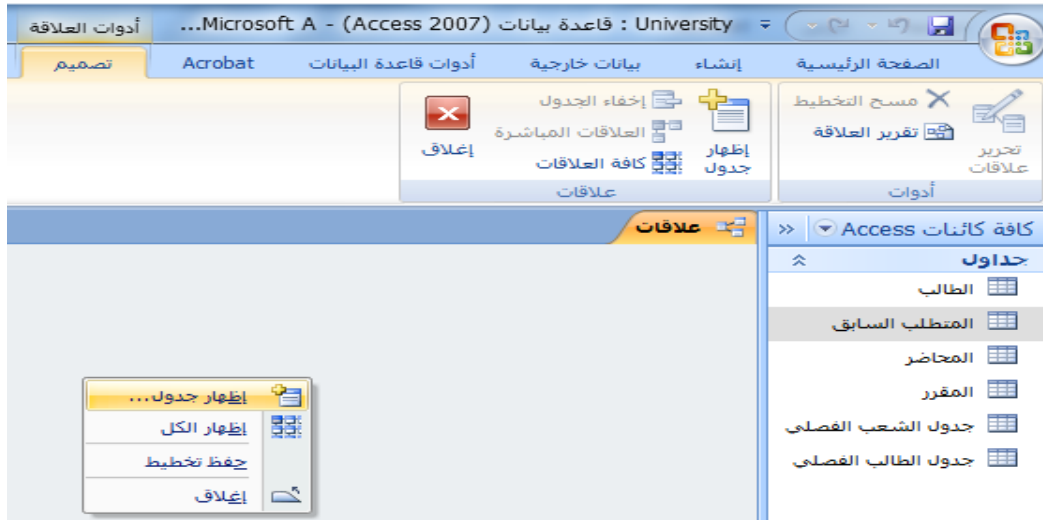 University : قاعدة بيانات (Access 2007) - Microsoft A...
أدوات العلاقة
الصفحة الرئيسية
إنشاء
بيانات خارجية
أدوات قاعدة البيانات
Acrobat
تصميم
تحرير علاقات
مسح التخطيط
تقرير العلاقة
أدوات
إظهار جدول
إخفاء الجدول
العلاقات المباشرة
كافة العلاقات
إغلاق
علاقات
كافة كائنات Access
علاقات
جداول
الطالب
المتطلب السابق
المحاضر
المقرر
جدول الشعب الفصلي
جدول الطالب الفصلي
إظهار جدول...
إظهار الكل
حفظ تخطيط
إغلاق